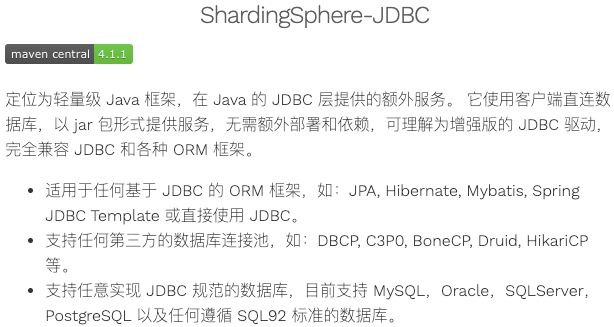 ShardingSphere-JDBC
maven central 4.1.1
定位为轻量级 Java 框架，在 Java 的 JDBC 层提供的额外服务。 它使用客户端直连数
据库，以 jar 包形式提供服务，无需额外部署和依赖，可理解为增强版的 JDBC 驱动，
完全兼容 JDBC 和各种 ORM 框架。
• 适用于任何基于 JDBC 的 ORM 框架，如：JPA, Hibernate, Mybatis, Spring
JDBC Template 或直接使用 JDBC。
• 支持任何第三方的数据库连接池，如：DBCP, C3P0, BoneCP, Druid, HikariCP
等。
• 支持任意实现 JDBC 规范的数据库，目前支持 MySQL，Oracle，SQLServer，
PostgreSQL 以及任何遵循 SQL92 标准的数据库。